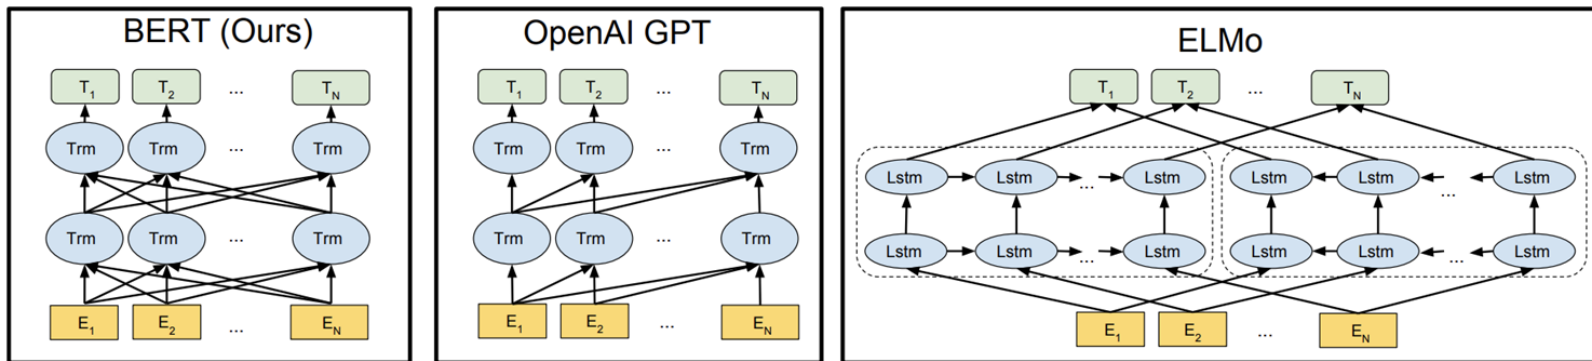 BERT (Ours)
T1 T2 ... TN
Trm Trm ... Trm
Trm Trm ... Trm
E1 E2 ... EN
OpenAI GPT
T1 T2 ... TN
Trm Trm ... Trm
Trm Trm ... Trm
E1 E2 ... EN
ELMo
T1 T2 ... TN
Lstm Lstm ... Lstm Lstm Lstm ... Lstm
Lstm Lstm ... Lstm Lstm Lstm ... Lstm
E1 E2 ... EN